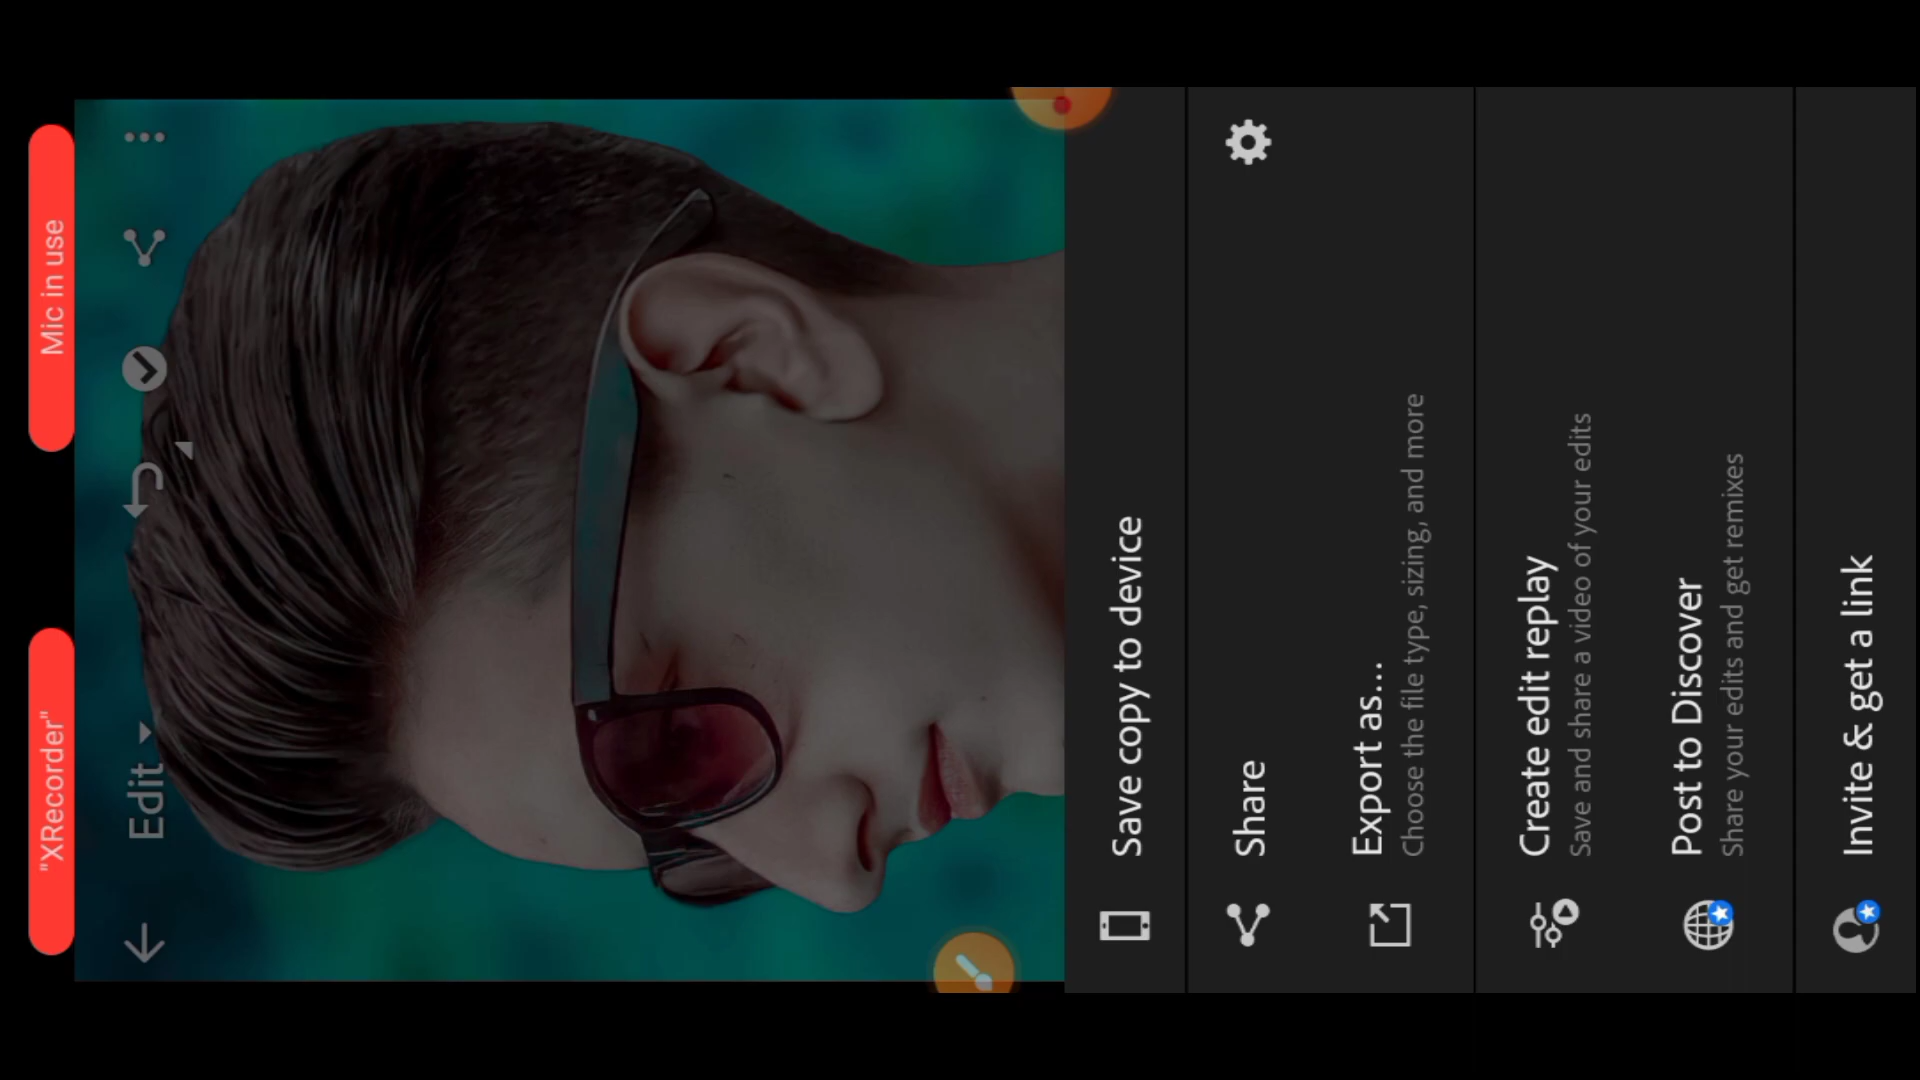 "XRecorder"
Mic in use
Edit
Save copy to device
Share
Export as...
Choose the file type, sizing, and more
Create edit replay
Save and share a video of your edits
Post to Discover
Share your edits and get remixes
Invite & get a link